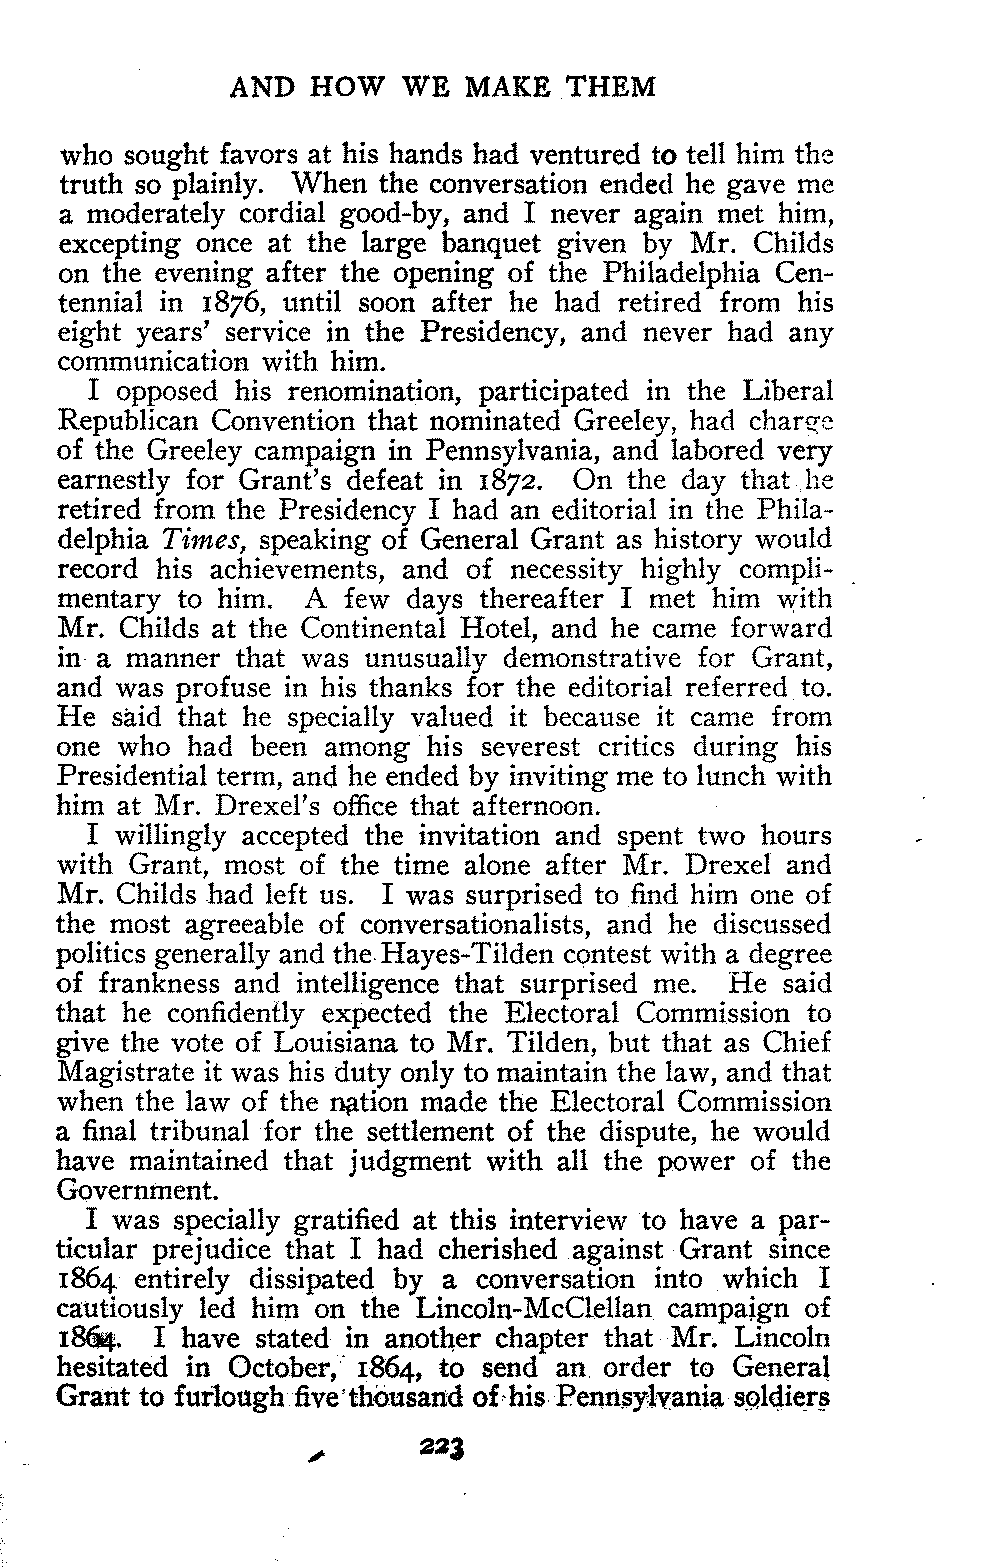 AND HOW WE MAKE THEM
who sought favors at his hands had ventured to tell him the
truth so plainly. When the conversation ended he gave me
a moderately cordial good-by, and I never again met him,
excepting once at the large banquet given by Mr. Childs
on the evening after the opening of the Philadelphia Cen-
tennial in 1876, until soon after he had retired from his
eight years' service in the Presidency, and never had any
communication with him.
I opposed his renomination, participated in the Liberal
Republican Convention that nominated Greeley, had charge
of the Greeley campaign in Pennsylvania, and labored very
earnestly for Grant's defeat in 1872. On the day that he
retired from the Presidency I had an editorial in the Phila-
delphia Times, speaking of General Grant as history would
record his achievements, and of necessity highly compli-
mentary to him. A few days thereafter I met him with
Mr. Childs at the Continental Hotel, and he came forward
in a manner that was unusually demonstrative for Grant,
and was profuse in his thanks for the editorial referred to.
He said that he specially valued it because it came from
one who had been among his severest critics during his
Presidential term, and he ended by inviting me to lunch with
him at Mr. Drexel's office that afternoon.
I willingly accepted the invitation and spent two hours
with Grant, most of the time alone after Mr. Drexel and
Mr. Childs had left us. I was surprised to find him one of
the most agreeable of conversationalists, and he discussed
politics generally and the Hayes-Tilden contest with a degree
of frankness and intelligence that surprised me. He said
that he confidently expected the Electoral Commission to
give the vote of Louisiana to Mr. Tilden, but that as Chief
Magistrate it was his duty only to maintain the law, and that
when the law of the nation made the Electoral Commission
a final tribunal for the settlement of the dispute, he would
have maintained that judgment with all the power of the
Government.
I was specially gratified at this interview to have a par-
ticular prejudice that I had cherished against Grant since
1864 entirely dissipated by a conversation into which I
cautiously led him on the Lincoln-McClellan campaign of
1864. I have stated in another chapter that Mr. Lincoln
hesitated in October, 1864, to send an order to General
Grant to furlough five thousand of his Pennsylvania soldiers
223